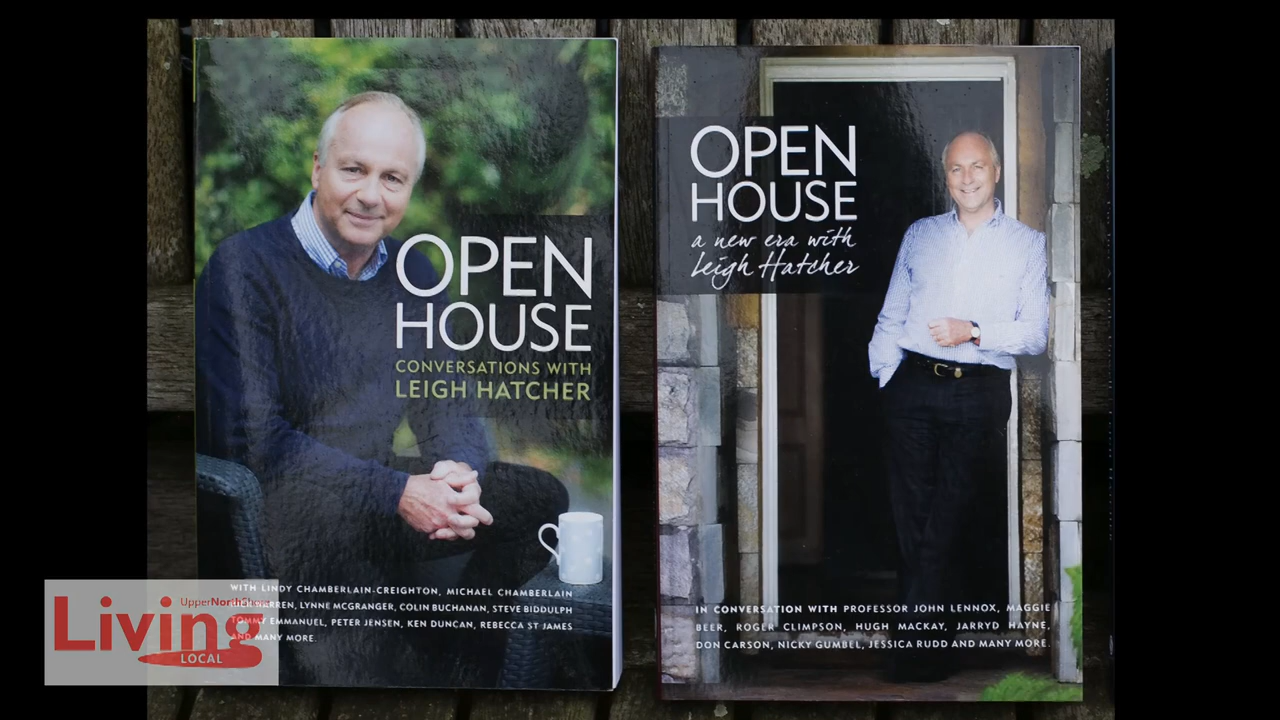 OPEN
HOUSE
CONVERSATIONS WITH
LEIGH HATCHER
WITH LINDY CHAMBERLAIN-CREIGHTON, MICHAEL CHAMBERLAIN
WARREN, LYNNE MCGRANGER, COLIN BUCHANAN, STEVE BIDDULPH
TOMMY EMMANUEL, PETER JENSEN, KEN DUNCAN, REBECCA ST JAMES
AND MANY MORE.
OPEN
HOUSE
a new era with
Leigh Hatcher
IN CONVERSATION WITH PROFESSOR JOHN LENNOX, MAGGIE
BEER, ROGER CLIMPSON, HUGH MACKAY, JARRYD HAYNE,
DON CARSON, NICKY GUMBEL, JESSICA RUDD AND MANY MORE.
UpperNorthShore
Living
LOCAL